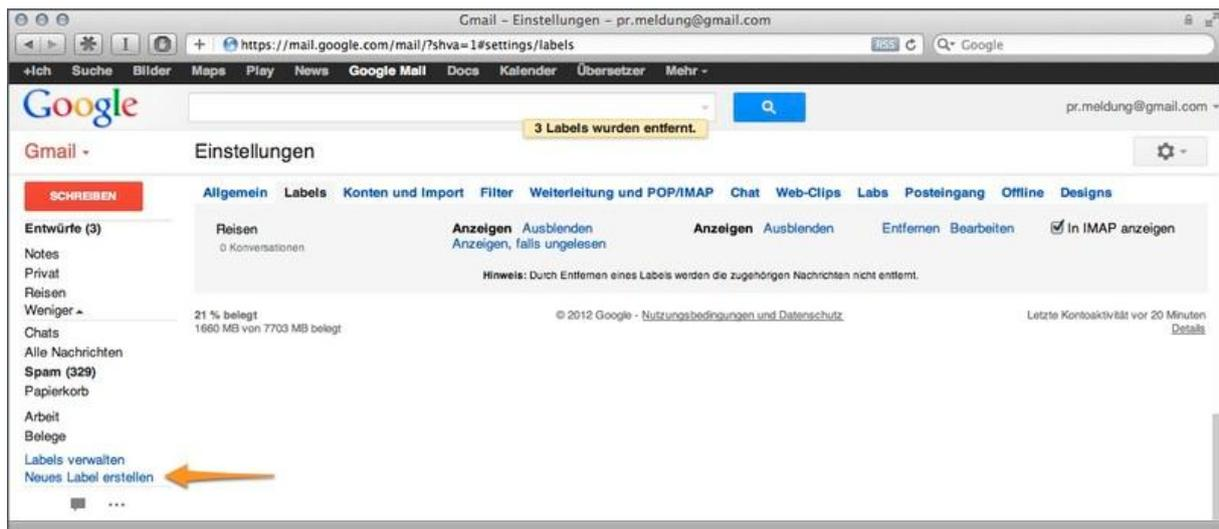 Gmail – Einstellungen – pr.meldung@gmail.com
+ https://mail.google.com/mail/?shva=1#settings/labels RSS Google
+Ich Suche Bilder Maps Play News Google Mail Docs Kalender Übersetzer Mehr
Google pr.meldung@gmail.com
3 Labels wurden entfernt.
Gmail Einstellungen
SCHREIBEN
Allgemein Labels Konten und Import Filter Weiterleitung und POP/IMAP Chat Web-Clips Labs Posteingang Offline Designs
Entwürfe (3)
Notes
Privat
Reisen
Weniger
Chats
Alle Nachrichten
Spam (329)
Papierkorb
Arbeit
Belege
Labels verwalten
Neues Label erstellen
...
Reisen Anzeigen Ausblenden Anzeigen Ausblenden Entfernen Bearbeiten In IMAP anzeigen
0 Konversationen Anzeigen, falls ungelesen
Hinweis: Durch Entfernen eines Labels werden die zugehörigen Nachrichten nicht entfernt.
21 % belegt
1660 MB von 7703 MB belegt
© 2012 Google - Nutzungsbedingungen und Datenschutz
Letzte Kontoaktivität vor 20 Minuten
Details